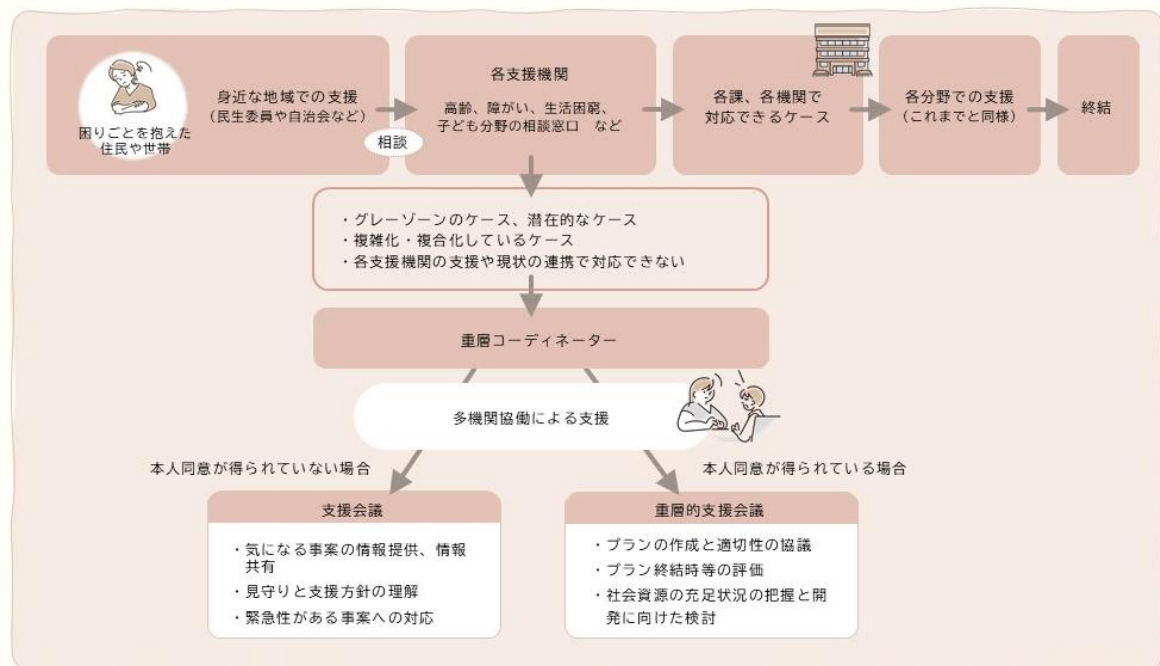 困りごとを抱えた
住民や世帯
身近な地域での支援
（民生委員や自治会など）
相談
各支援機関
高齢、障がい、生活困窮、
子ども分野の相談窓口　など
各課、各機関で
対応できるケース
各分野での支援
（これまでと同様）
終結
・グレーゾーンのケース、潜在的なケース
・複雑化・複合化しているケース
・各支援機関の支援や現状の連携で対応できない
重層コーディネーター
多機関協働による支援
本人同意が得られていない場合
本人同意が得られている場合
支援会議
・気になる事案の情報提供、情報
共有
・見守りと支援方針の理解
・緊急性がある事案への対応
重層的支援会議
・プランの作成と適切性の協議
・プラン終結時等の評価
・社会資源の充足状況の把握と開
発に向けた検討